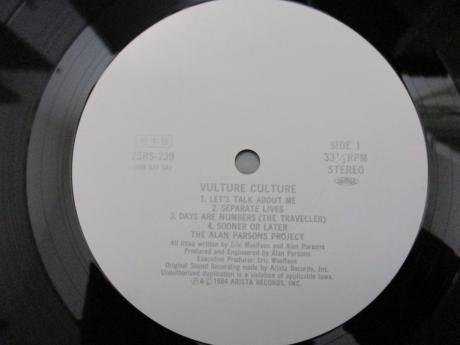 見本盤
25RS-239
SIDE 1
33⅓RPM
STEREO
VULTURE CULTURE
1. LET'S TALK ABOUT ME
2. SEPARATE LIVES
3. DAYS ARE NUMBERS (THE TRAVELLER)
4. SOONER OR LATER
THE ALAN PARSONS PROJECT
All titles written by Eric Woolfson and Alan Parsons
Produced and Engineered by Alan Parsons
Executive Producer: Eric Woolfson
Original Sound Recording made by Arista Records, Inc.
Unauthorized duplication is a violation of applicable laws.
Ⓟ&© 1984 ARISTA RECORDS, INC.